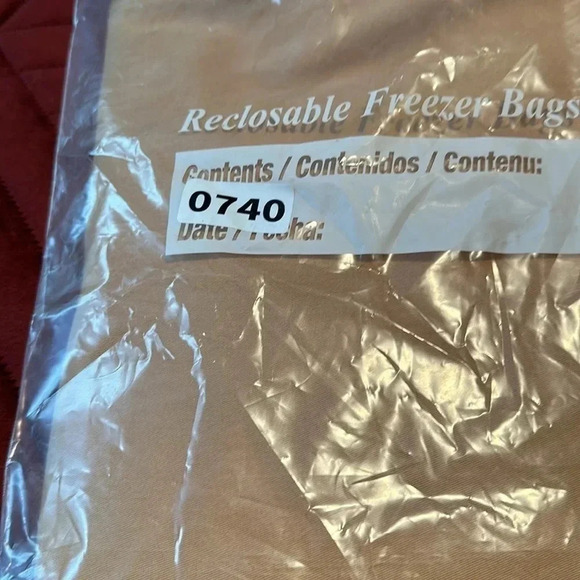 Reclosable Freezer Bags
Contents / Contenidos / Contenu:
0740
Date / Fecha: